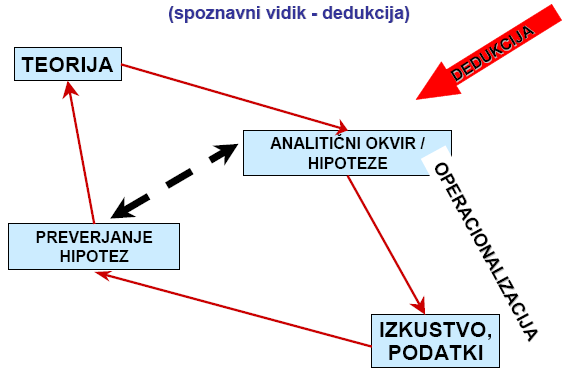 (spoznavni vidik - dedukcija)
TEORIJA
DEDUKCIJA
ANALITIČNI OKVIR /
HIPOTEZE
OPERACIONALIZACIJA
PREVERJANJE
HIPOTEZ
IZKUSTVO,
PODATKI